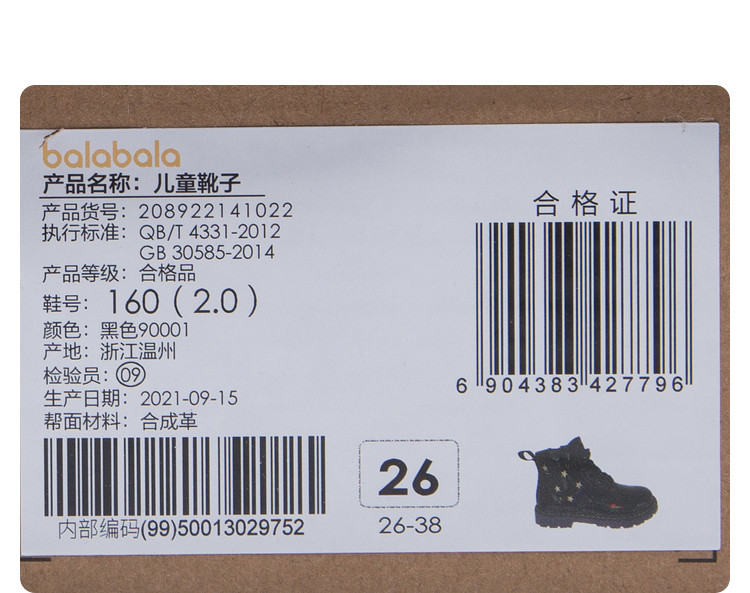 balabala
产品名称：儿童靴子
产品货号：208922141022
执行标准：QB/T 4331-2012
GB 30585-2014
产品等级：合格品
鞋号：160（2.0）
颜色：黑色90001
产地：浙江温州
检验员：09
生产日期：2021-09-15
帮面材料：合成革
内部编码(99)50013029752
合格证
6 904383 427796
26
26-38